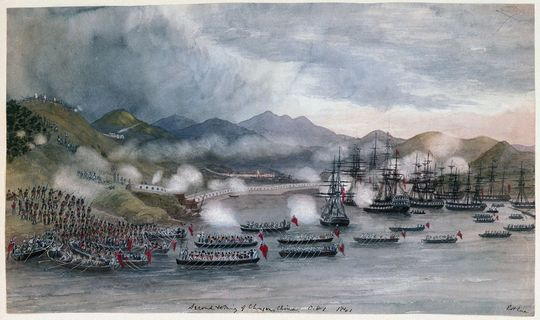 Second taking of Chusan, China. Oct 1 1841